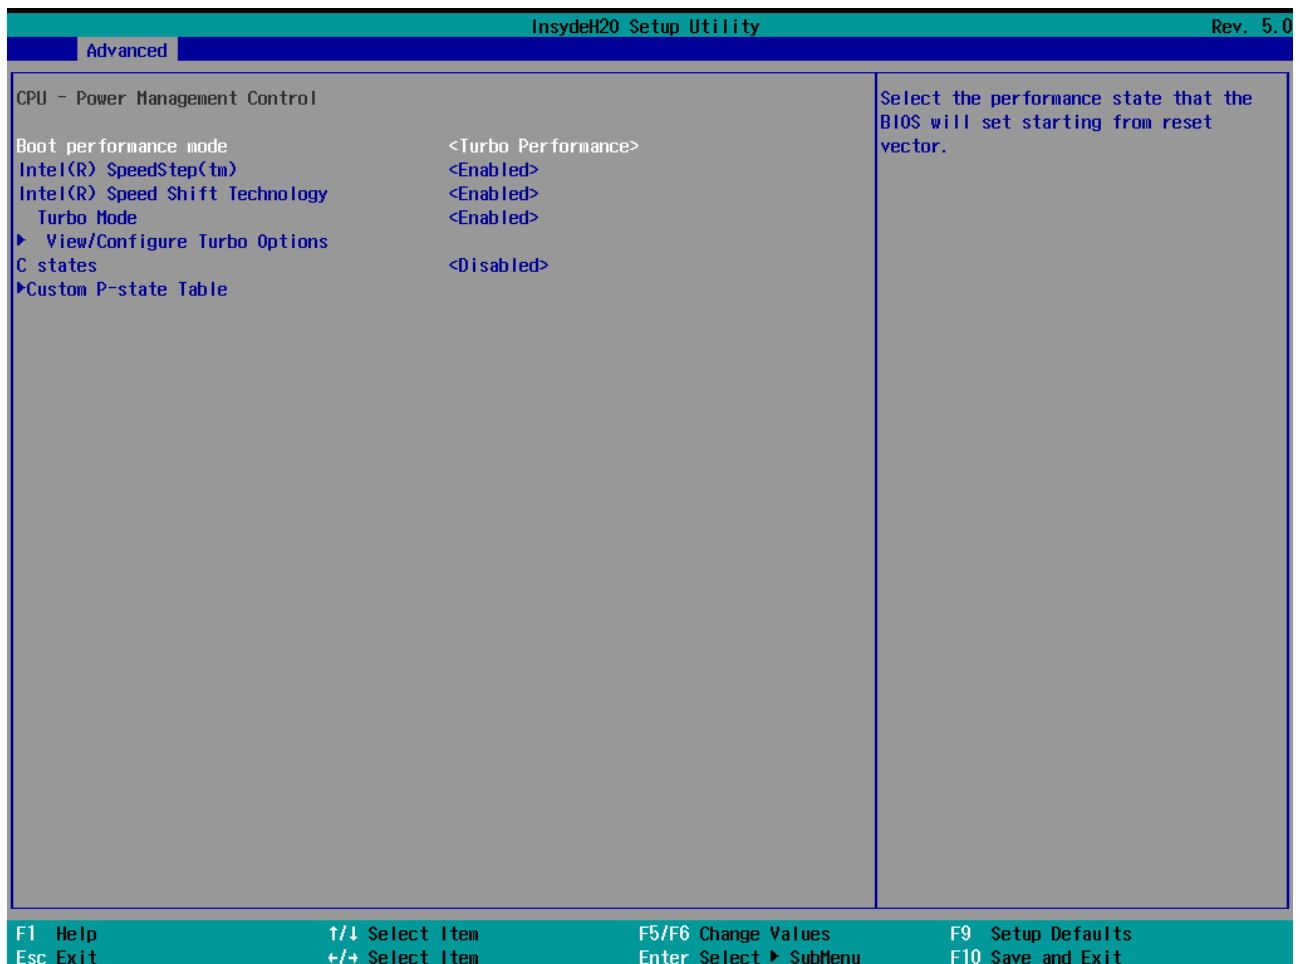 InsydeH20 Setup Utility Rev. 5.0
Advanced
CPU - Power Management Control
Boot performance mode <Turbo Performance>
Intel(R) SpeedStep(tm) <Enabled>
Intel(R) Speed Shift Technology <Enabled>
Turbo Mode <Enabled>
▶ View/Configure Turbo Options
C states <Disabled>
▶Custom P-state Table
Select the performance state that the
BIOS will set starting from reset
vector.
F1 Help ↑/↓ Select Item F5/F6 Change Values F9 Setup Defaults
Esc Exit ←/→ Select Item Enter Select ▶ SubMenu F10 Save and Exit